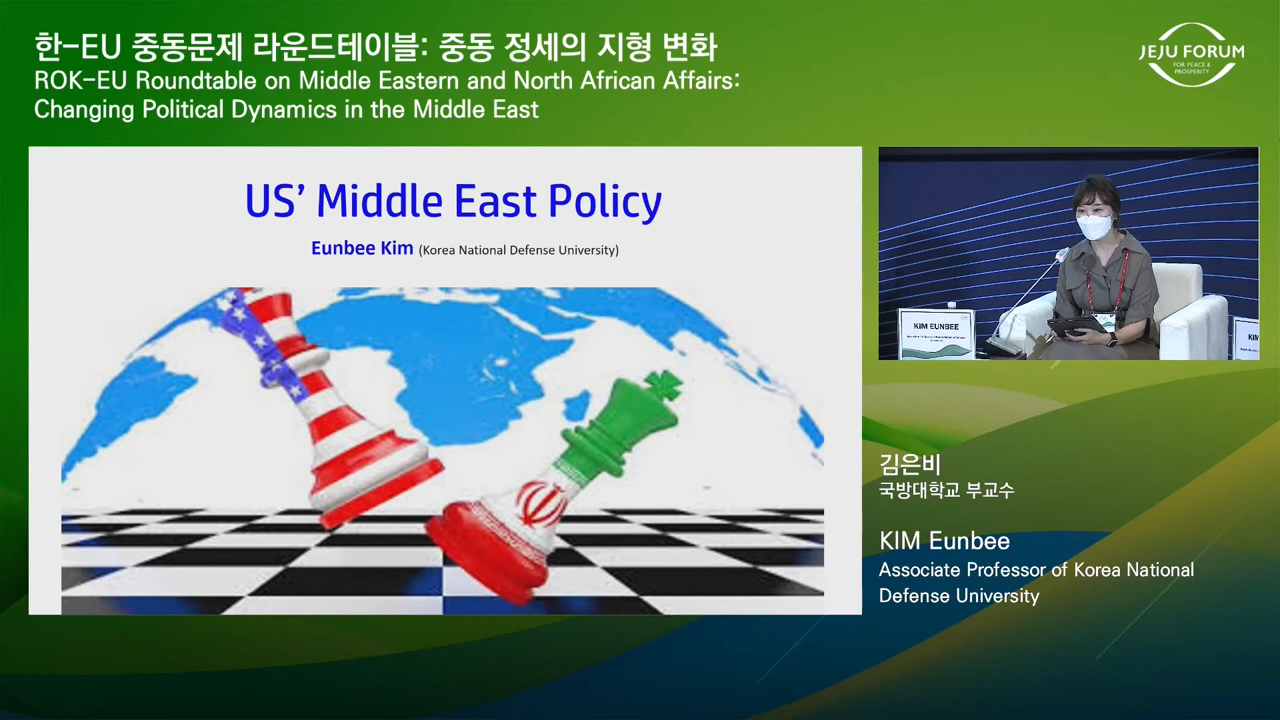 한-EU 중동문제 라운드테이블: 중동 정세의 지형 변화
ROK-EU Roundtable on Middle Eastern and North African Affairs:
Changing Political Dynamics in the Middle East
JEJU FORUM
FOR PEACE &
PROSPERITY
US’ Middle East Policy
Eunbee Kim (Korea National Defense University)
KIM EUNBEE
KIM
김은비
국방대학교 부교수
KIM Eunbee
Associate Professor of Korea National
Defense University